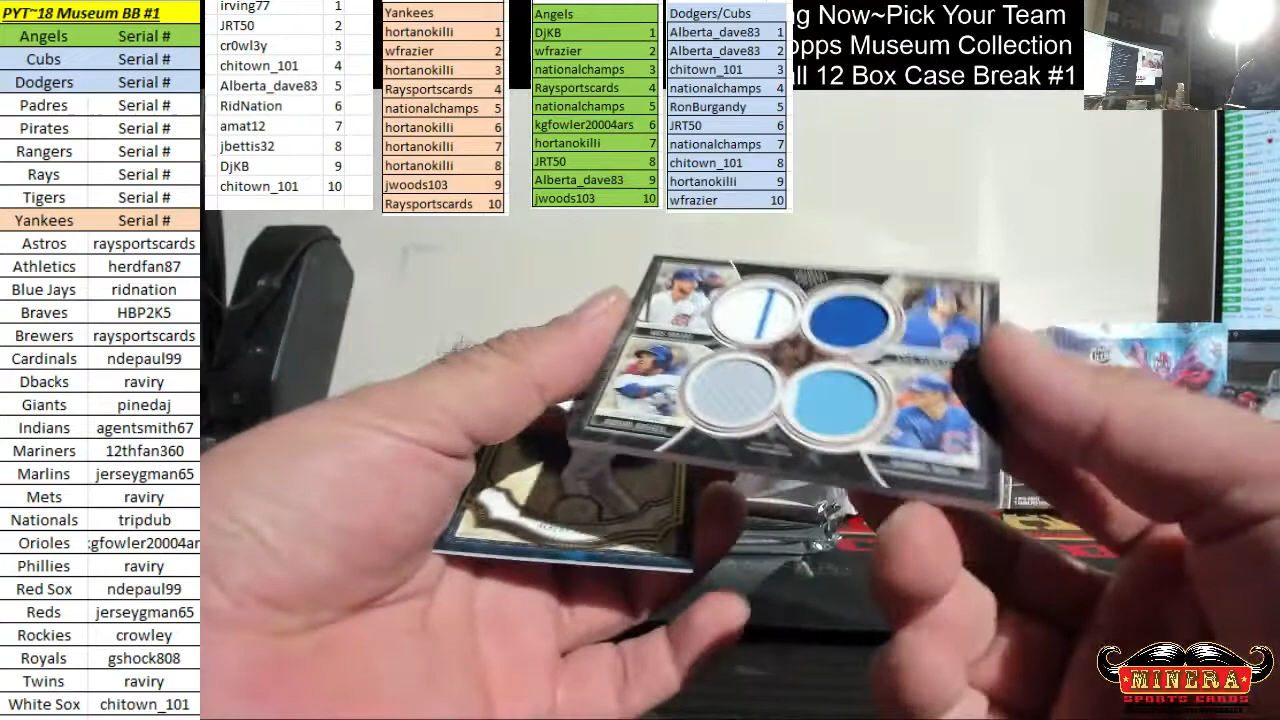 PYT~18 Museum BB #1
Angels Serial #
Cubs Serial #
Dodgers Serial #
Padres Serial #
Pirates Serial #
Rangers Serial #
Rays Serial #
Tigers Serial #
Yankees Serial #
Astros raysportscards
Athletics herdfan87
Blue Jays ridnation
Braves HBP2K5
Brewers raysportscards
Cardinals ndepaul99
Dbacks raviry
Giants pinedaj
Indians agentsmith67
Mariners 12thfan360
Marlins jerseygman65
Mets raviry
Nationals tripdub
Orioles kgfowler20004ar
Phillies raviry
Red Sox ndepaul99
Reds jerseygman65
Rockies crowley
Royals gshock808
Twins raviry
White Sox chitown_101
irving77 1
JRT50 2
cr0wl3y 3
chitown_101 4
Alberta_dave83 5
RidNation 6
amat12 7
jbettis32 8
DjKB 9
chitown_101 10
Yankees
hortanokilli 1
wfrazier 2
hortanokilli 3
Raysportscards 4
nationalchamps 5
hortanokilli 6
hortanokilli 7
hortanokilli 8
jwoods103 9
Raysportscards 10
Angels
DjKB 1
wfrazier 2
nationalchamps 3
Raysportscards 4
nationalchamps 5
kgfowler20004ars 6
hortanokilli 7
JRT50 8
Alberta_dave83 9
jwoods103 10
Dodgers/Cubs
Alberta_dave83 1
Alberta_dave83 2
chitown_101 3
nationalchamps 4
RonBurgandy 5
JRT50 6
nationalchamps 7
chitown_101 8
hortanokilli 9
wfrazier 10
ng Now~Pick Your Team
opps Museum Collection
all 12 Box Case Break #1
MINERA
SPORTS CARDS